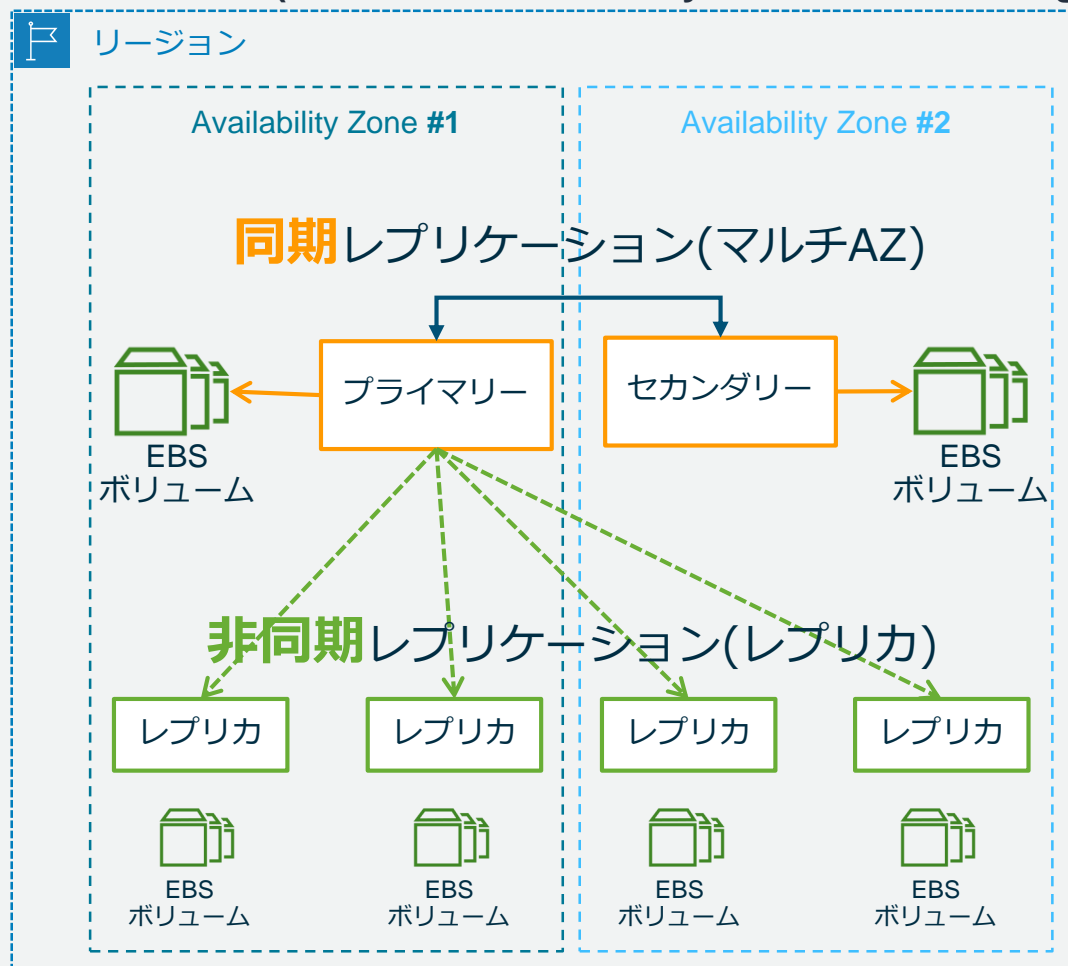 リージョン
Availability Zone #1
Availability Zone #2
同期レプリケーション(マルチAZ)
プライマリー
セカンダリー
EBS
ボリューム
EBS
ボリューム
非同期レプリケーション(レプリカ)
レプリカ
レプリカ
レプリカ
レプリカ
EBS
ボリューム
EBS
ボリューム
EBS
ボリューム
EBS
ボリューム